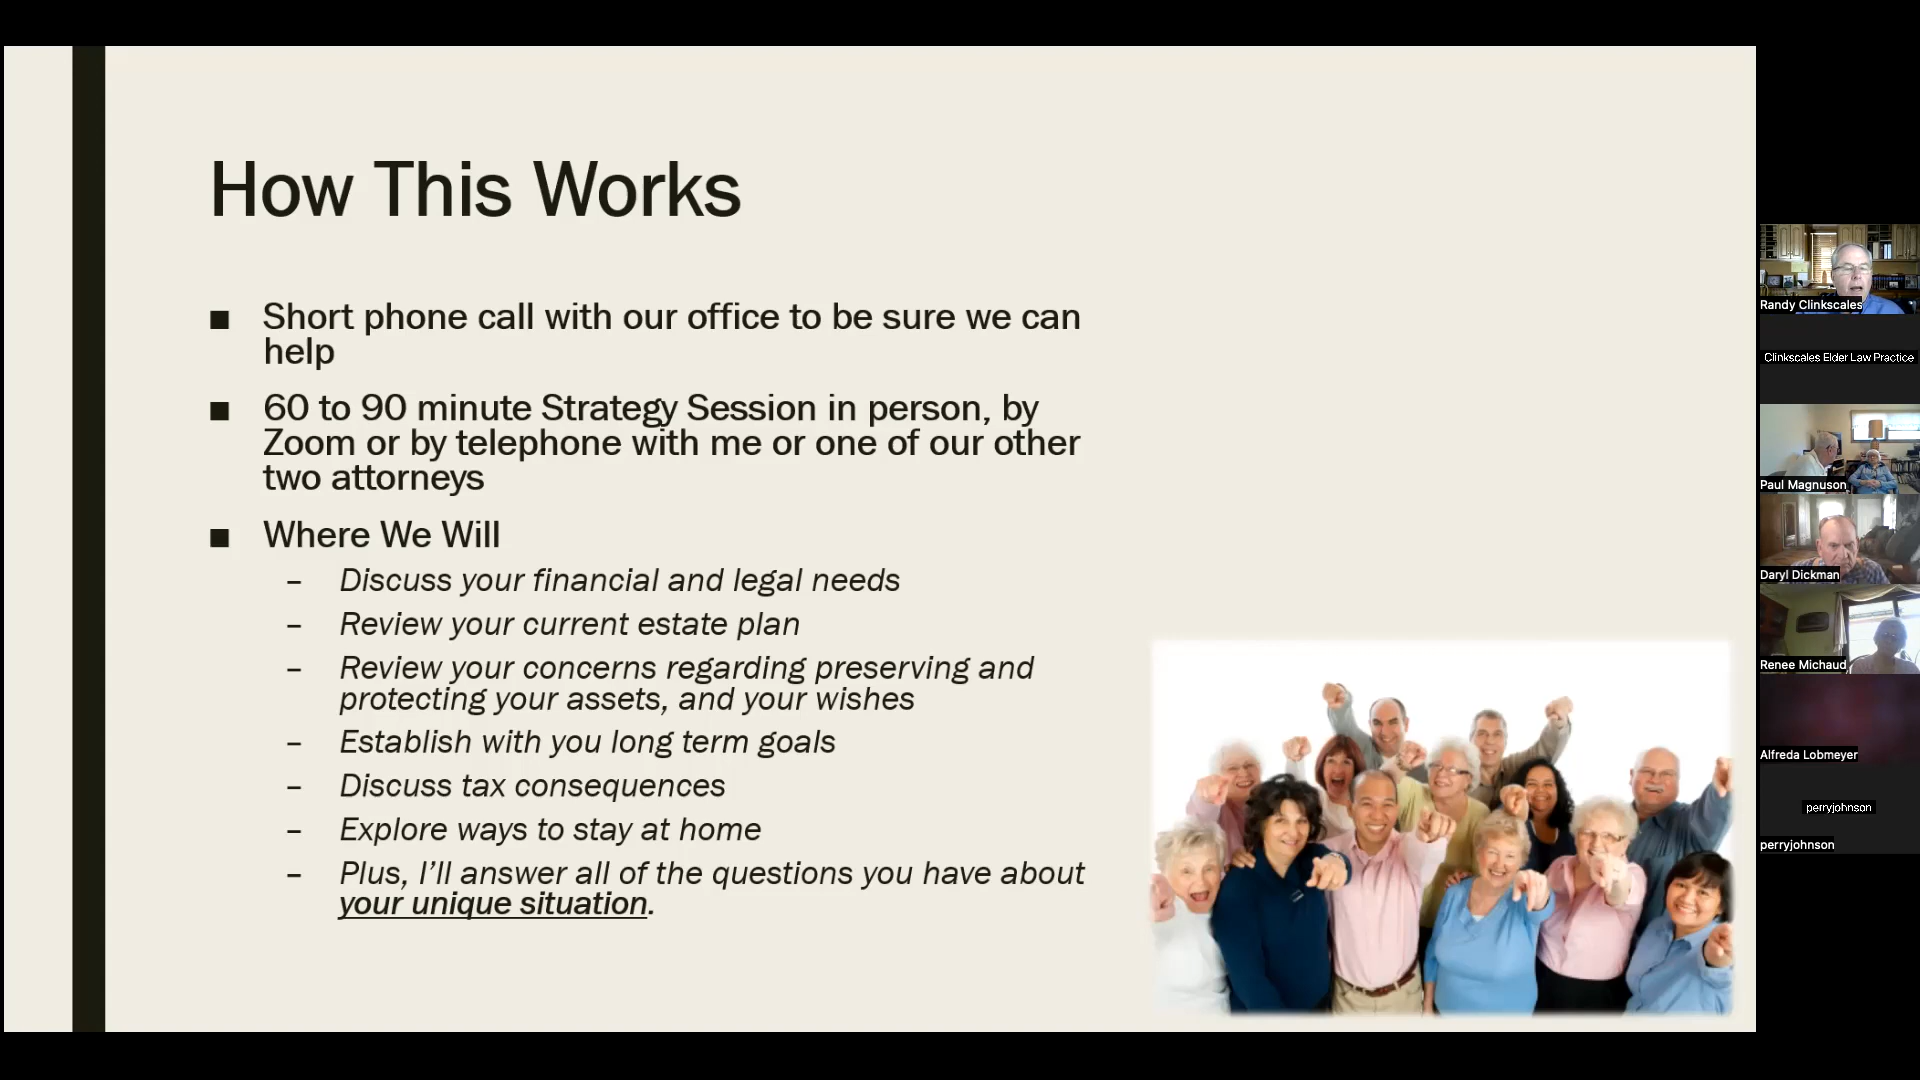 How This Works
■ Short phone call with our office to be sure we can
help
■ 60 to 90 minute Strategy Session in person, by
Zoom or by telephone with me or one of our other
two attorneys
■ Where We Will
– Discuss your financial and legal needs
– Review your current estate plan
– Review your concerns regarding preserving and
protecting your assets, and your wishes
– Establish with you long term goals
– Discuss tax consequences
– Explore ways to stay at home
– Plus, I’ll answer all of the questions you have about
your unique situation.
Randy Clinkscales
Clinkscales Elder Law Practice
Paul Magnuson
Daryl Dickman
Renee Michaud
Alfreda Lobmeyer
perryjohnson
perryjohnson